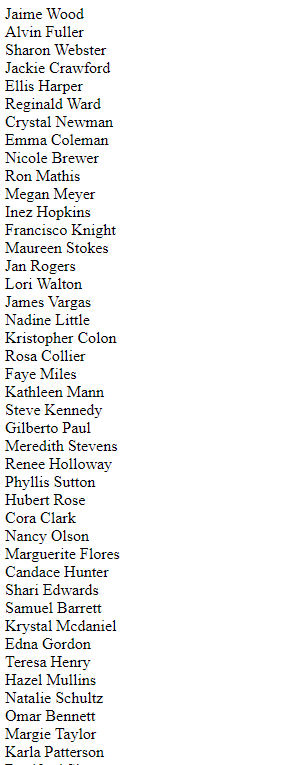 Jaime Wood
Alvin Fuller
Sharon Webster
Jackie Crawford
Ellis Harper
Reginald Ward
Crystal Newman
Emma Coleman
Nicole Brewer
Ron Mathis
Megan Meyer
Inez Hopkins
Francisco Knight
Maureen Stokes
Jan Rogers
Lori Walton
James Vargas
Nadine Little
Kristopher Colon
Rosa Collier
Faye Miles
Kathleen Mann
Steve Kennedy
Gilberto Paul
Meredith Stevens
Renee Holloway
Phyllis Sutton
Hubert Rose
Cora Clark
Nancy Olson
Marguerite Flores
Candace Hunter
Shari Edwards
Samuel Barrett
Krystal Mcdaniel
Edna Gordon
Teresa Henry
Hazel Mullins
Natalie Schultz
Omar Bennett
Margie Taylor
Karla Patterson